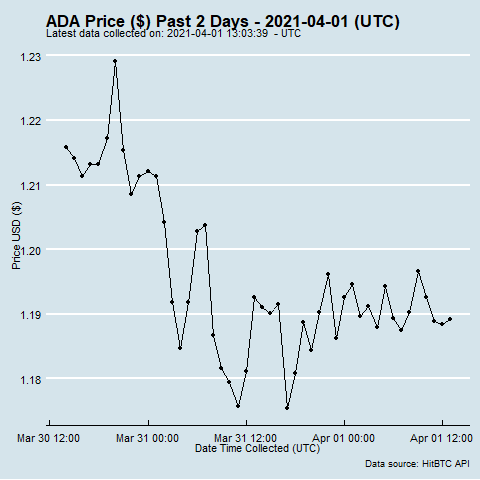 ADA Price ($) Past 2 Days - 2021-04-01 (UTC)
Latest data collected on: 2021-04-01 13:03:39 - UTC
1.23
1.22
1.21
1.20
1.19
1.18
Price USD ($)
Mar 30 12:00
Mar 31 00:00
Mar 31 12:00
Apr 01 00:00
Apr 01 12:00
Date Time Collected (UTC)
Data source: HitBTC API